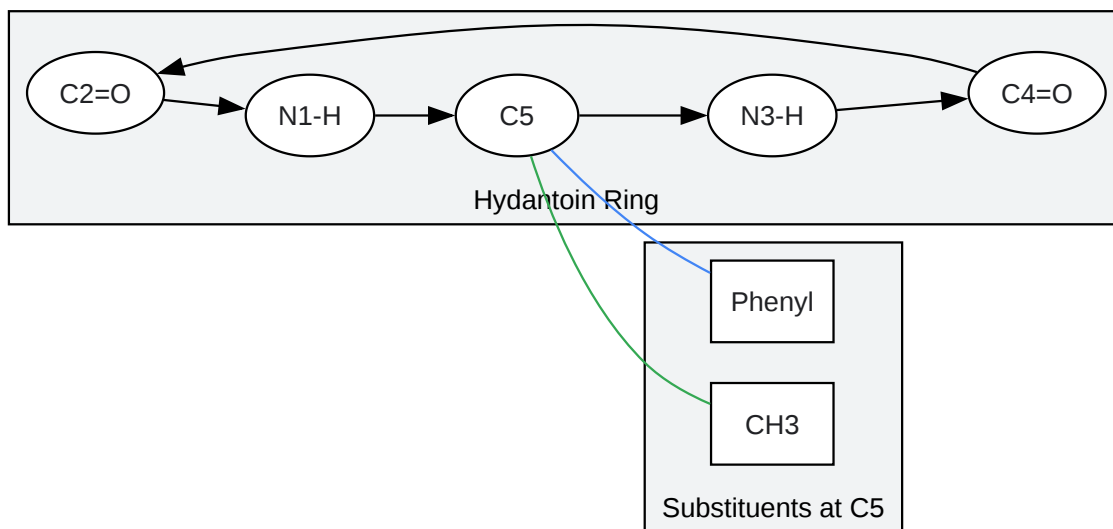 C2=O
N1-H
C5
N3-H
C4=O
Hydantoin Ring
Phenyl
CH3
Substituents at C5